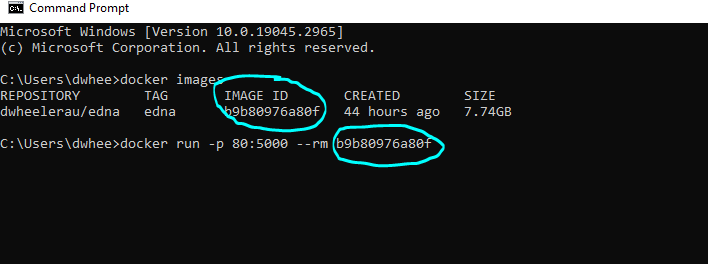 Command Prompt
Microsoft Windows [Version 10.0.19045.2965]
(c) Microsoft Corporation. All rights reserved.
C:\Users\dwhee>docker images
REPOSITORY TAG IMAGE ID CREATED SIZE
dwheelerau/edna edna b9b80976a80f 44 hours ago 7.74GB
C:\Users\dwhee>docker run -p 80:5000 --rm b9b80976a80f